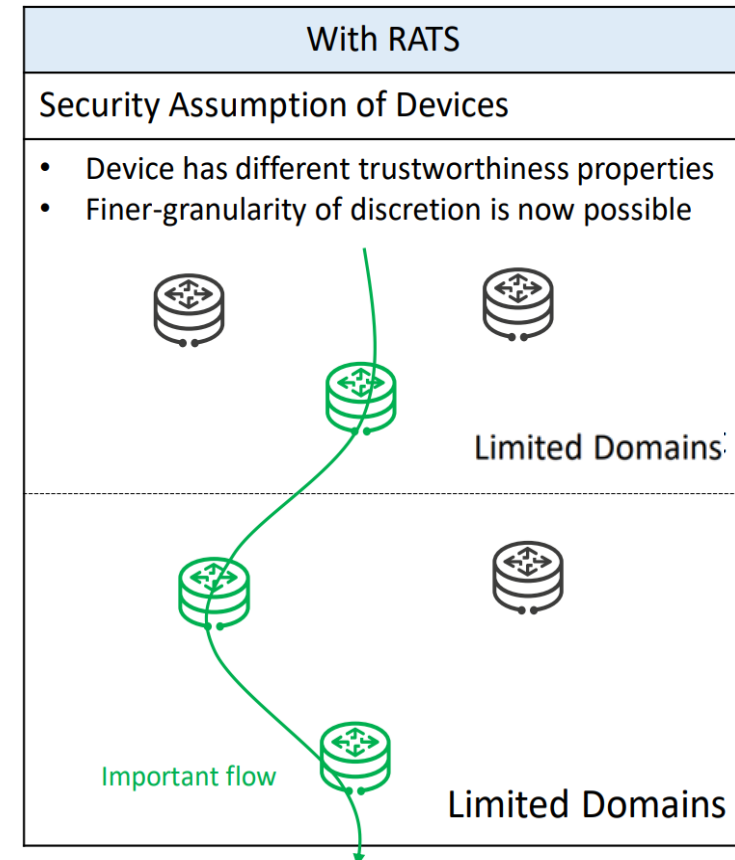 With RATS
Security Assumption of Devices
• Device has different trustworthiness properties
• Finer-granularity of discretion is now possible
Limited Domains
Important flow
Limited Domains